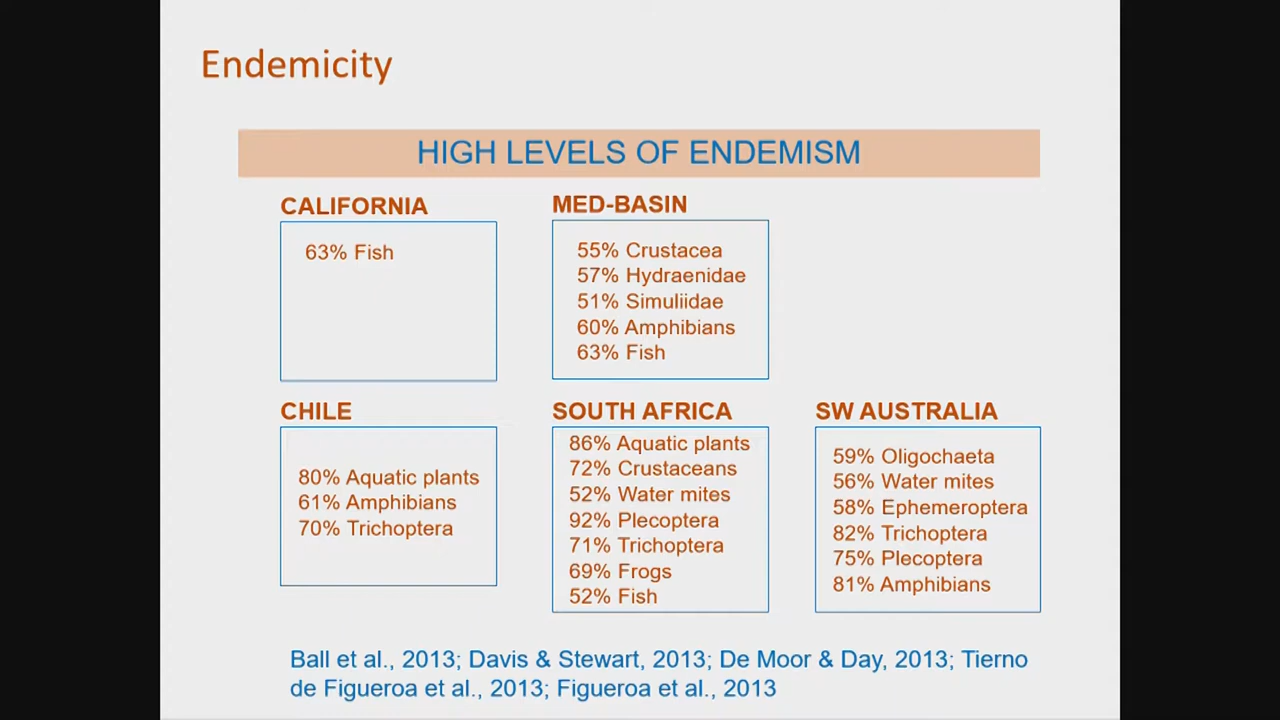 Endemicity
HIGH LEVELS OF ENDEMISM
CALIFORNIA
63% Fish
MED-BASIN
55% Crustacea
57% Hydraenidae
51% Simuliidae
60% Amphibians
63% Fish
CHILE
80% Aquatic plants
61% Amphibians
70% Trichoptera
SOUTH AFRICA
86% Aquatic plants
72% Crustaceans
52% Water mites
92% Plecoptera
71% Trichoptera
69% Frogs
52% Fish
SW AUSTRALIA
59% Oligochaeta
56% Water mites
58% Ephemeroptera
82% Trichoptera
75% Plecoptera
81% Amphibians
Ball et al., 2013; Davis & Stewart, 2013; De Moor & Day, 2013; Tierno
de Figueroa et al., 2013; Figueroa et al., 2013